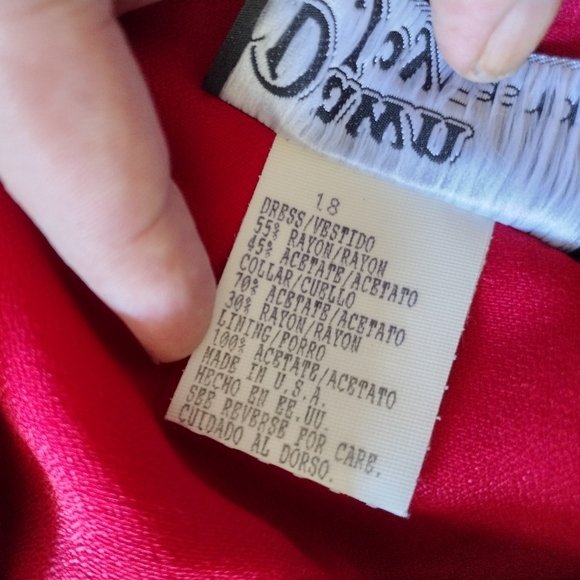 18
DRESS/VESTIDO
55% RAYON/RAYON
45% ACETATE/ACETATO
COLLAR/CUELLO
70% ACETATE/ACETATO
30% RAYON/RAYON
LINING/PORRO
100% ACETATE/ACETATO
MADE IN U.S.A.
HECHO EN EE.UU.
SEE REVERSE FOR CARE.
CUIDADO AL DORSO.